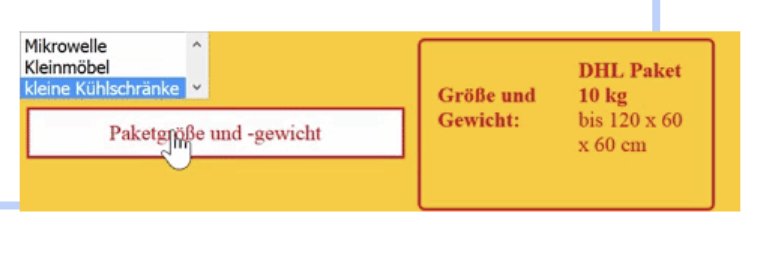 Mikrowelle
Kleinmöbel
kleine Kühlschränke
Paketgröße und -gewicht
Größe und
Gewicht:
DHL Paket
10 kg
bis 120 x 60
x 60 cm